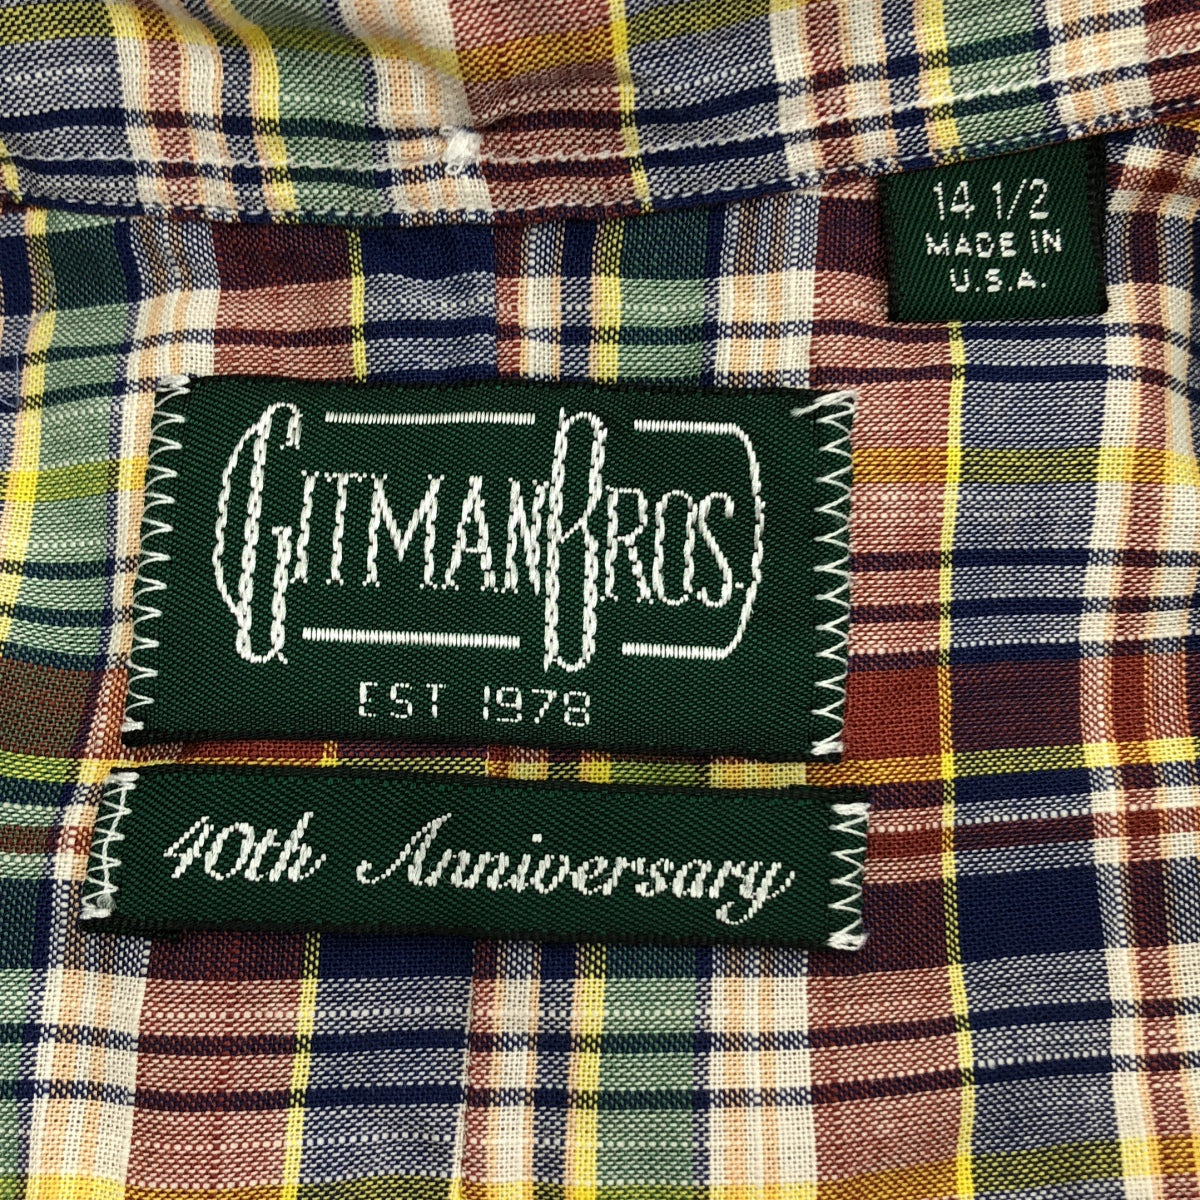 14 1/2
MADE IN
U.S.A.
GITMAN BROS.
EST 1978
40th Anniversary